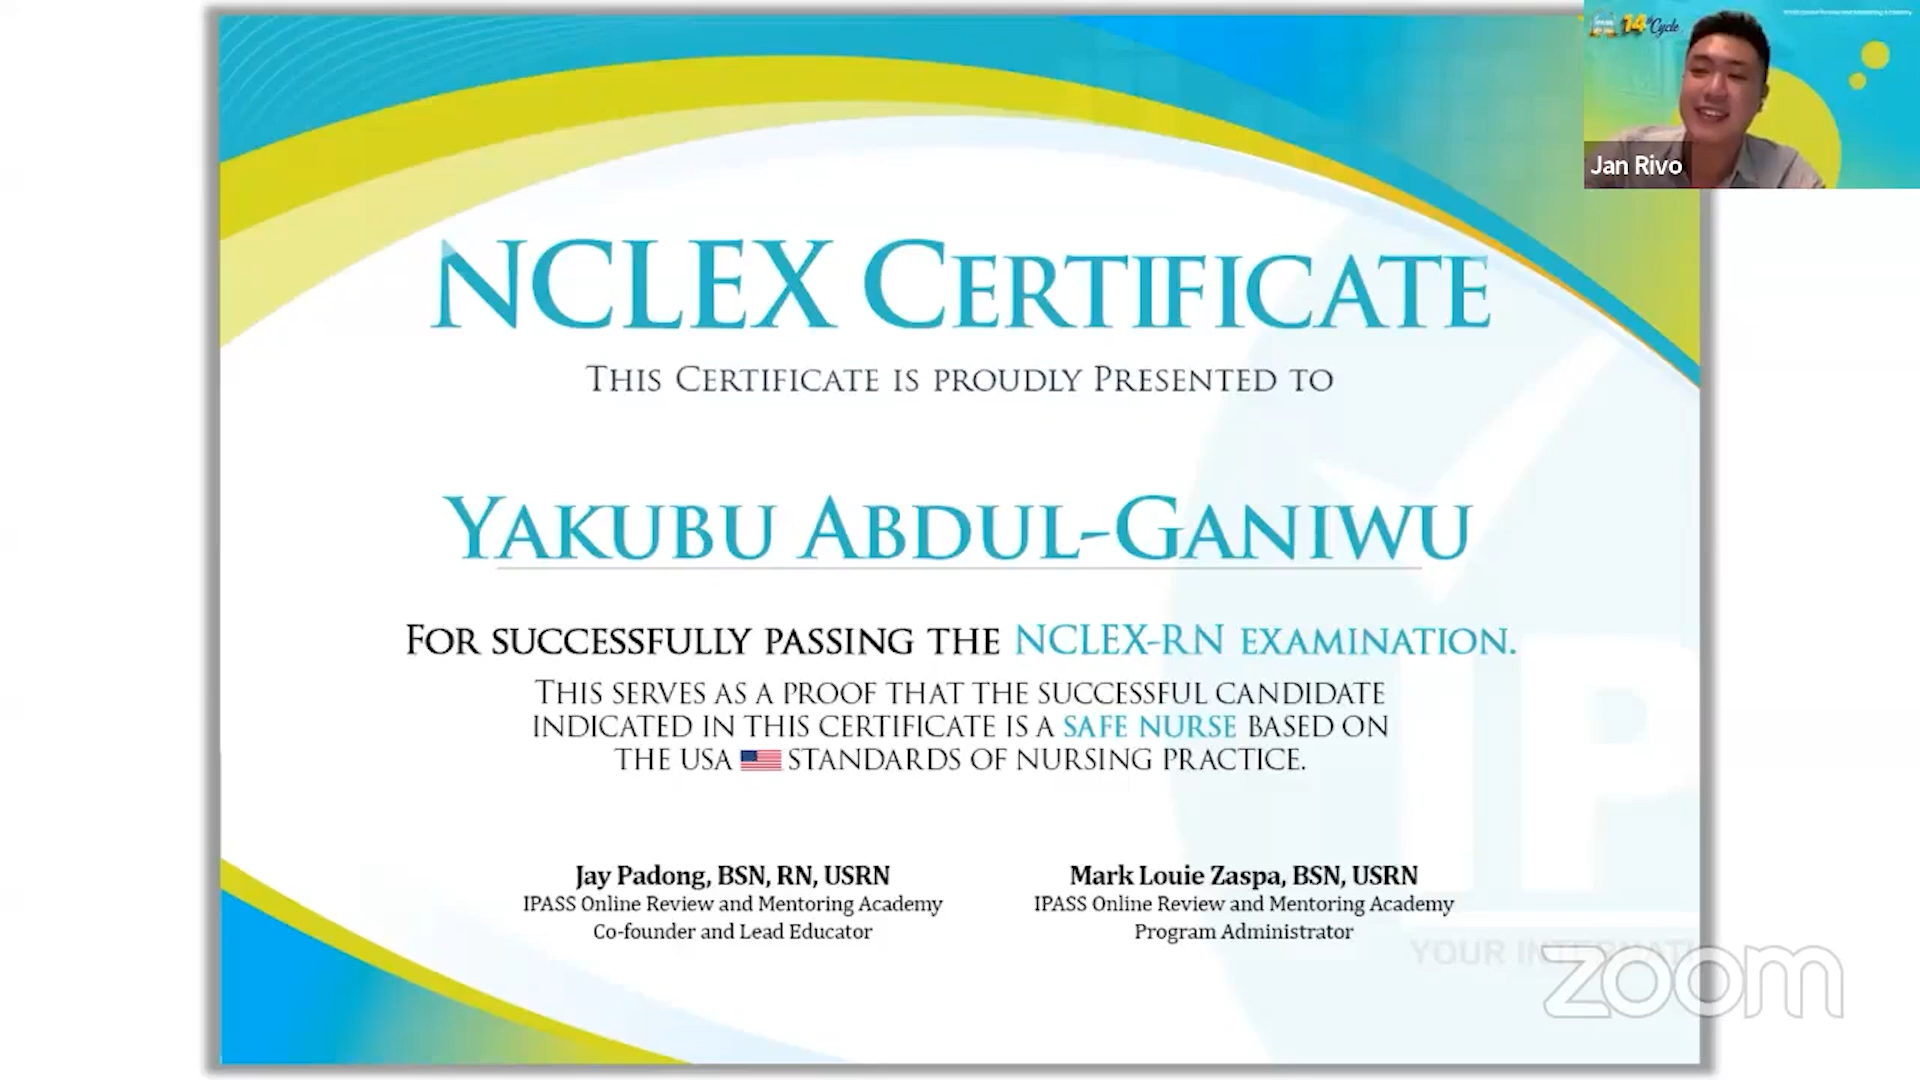 14th Cycle
Jan Rivo
NCLEX CERTIFICATE
THIS CERTIFICATE IS PROUDLY PRESENTED TO
YAKUBU ABDUL-GANIWU
FOR SUCCESSFULLY PASSING THE NCLEX-RN EXAMINATION.
THIS SERVES AS A PROOF THAT THE SUCCESSFUL CANDIDATE
INDICATED IN THIS CERTIFICATE IS A SAFE NURSE BASED ON
THE USA STANDARDS OF NURSING PRACTICE.
Jay Padong, BSN, RN, USRN
IPASS Online Review and Mentoring Academy
Co-founder and Lead Educator
Mark Louie Zaspa, BSN, USRN
IPASS Online Review and Mentoring Academy
Program Administrator
IP
YOUR INTERNATI
zoom